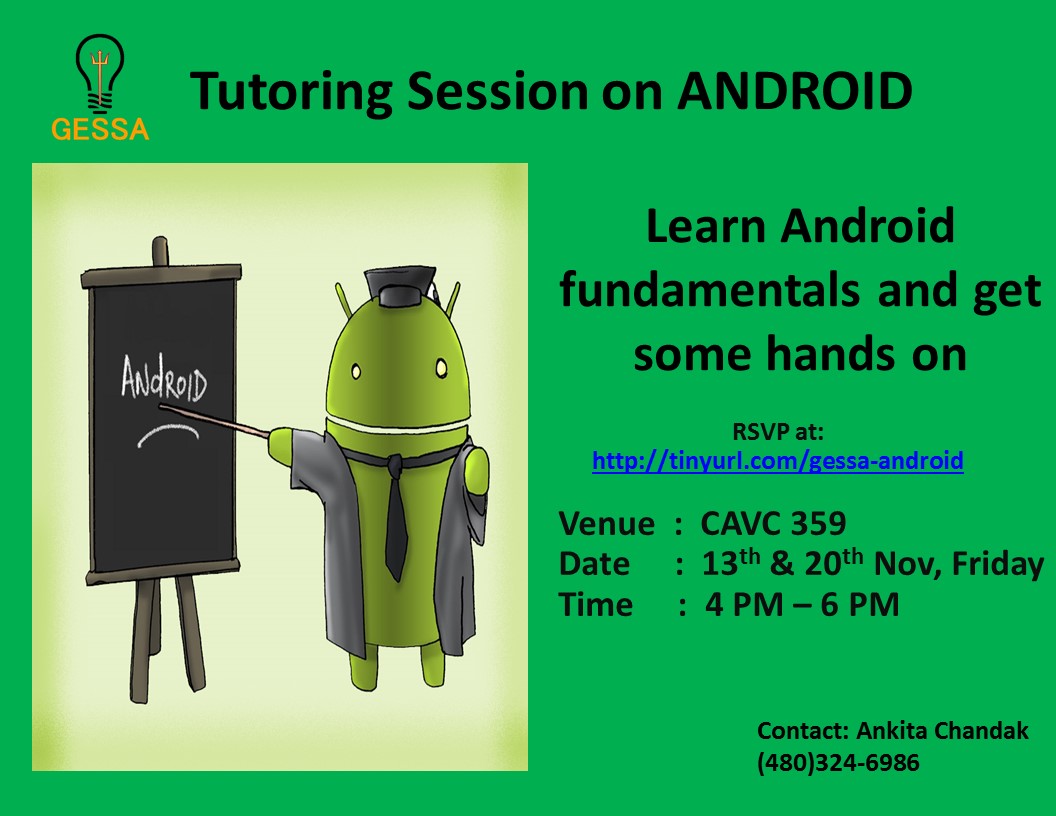 GESSA
Tutoring Session on ANDROID
ANdROID
Learn Android
fundamentals and get
some hands on
RSVP at:
http://tinyurl.com/gessa-android
Venue : CAVC 359
Date : 13th & 20th Nov, Friday
Time : 4 PM – 6 PM
Contact: Ankita Chandak
(480)324-6986